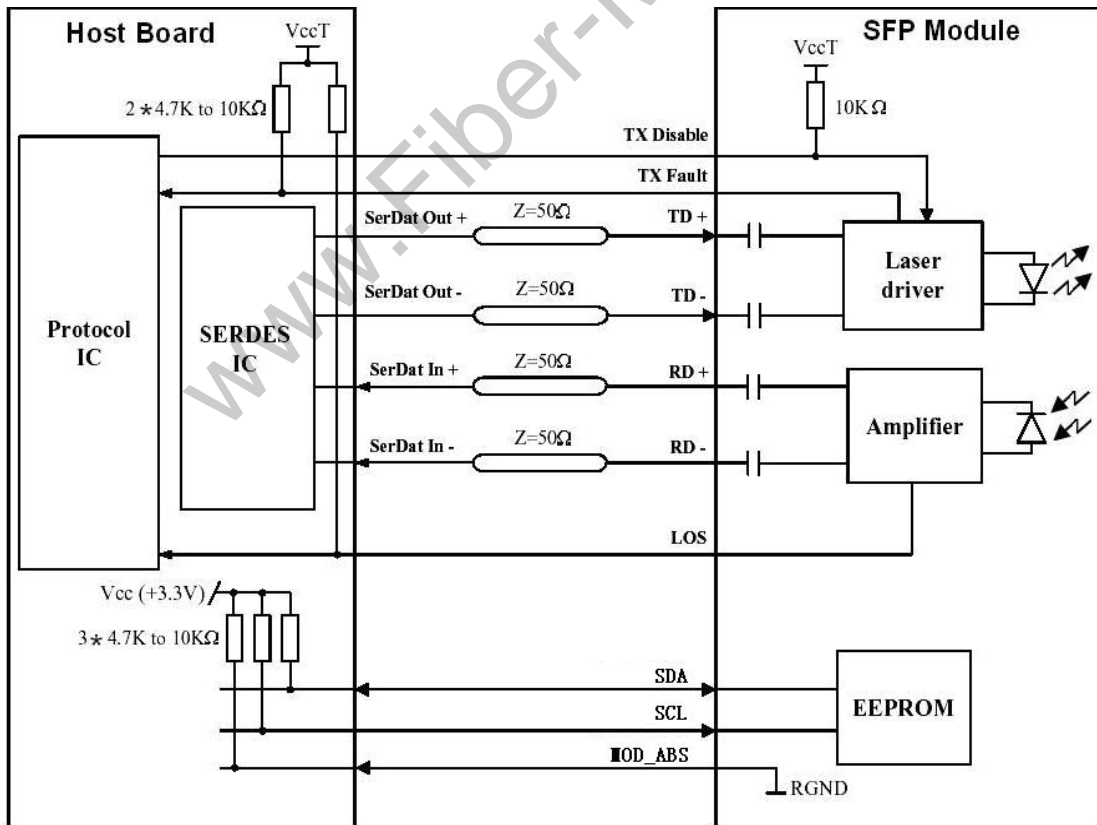 Host Board
SFP Module
VccT
VccT
2*4.7K to 10KΩ
10KΩ
TX Disable
TX Fault
SerDat Out +
Z=50Ω
TD +
SerDat Out -
Z=50Ω
TD -
Laser
driver
Protocol
IC
SERDES
IC
SerDat In +
Z=50Ω
RD +
SerDat In -
Z=50Ω
RD -
Amplifier
LOS
Vcc (+3.3V)
3*4.7K to 10KΩ
SDA
SCL
MOD_ABS
EEPROM
RGND